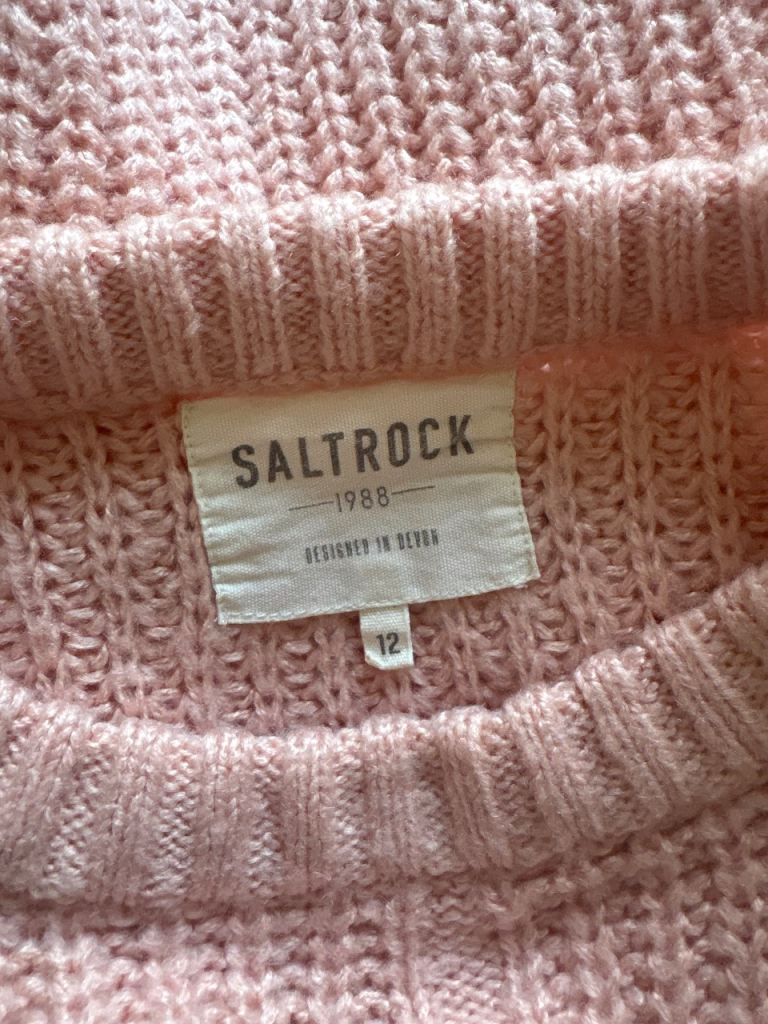 SALTROCK
1988
DESIGNED IN DEVON
12